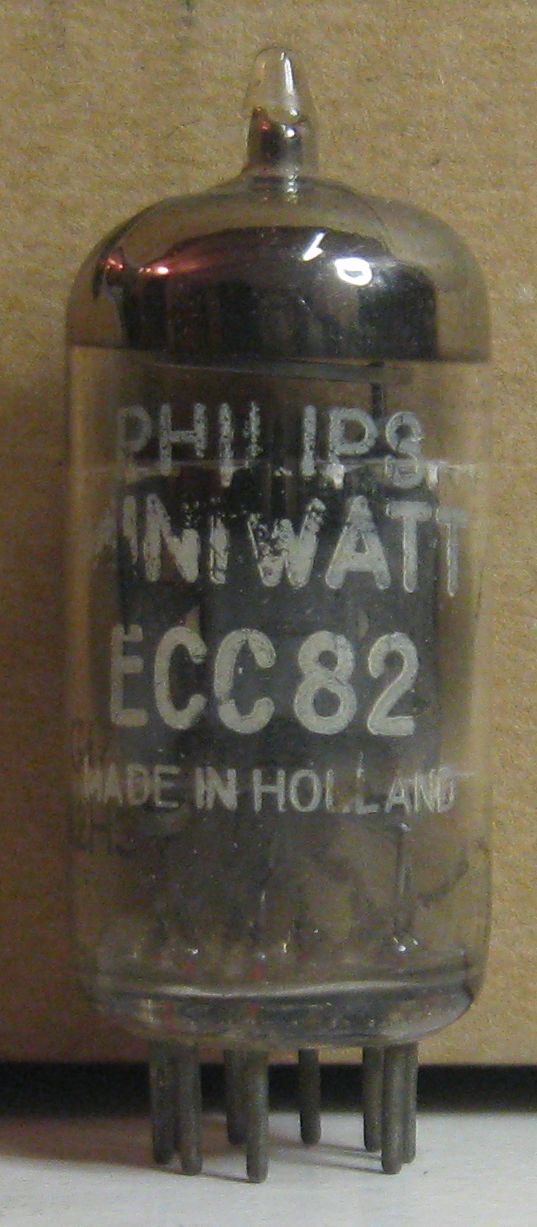 PHILIPS
MINIWATT
ECC82
MADE IN HOLLAND